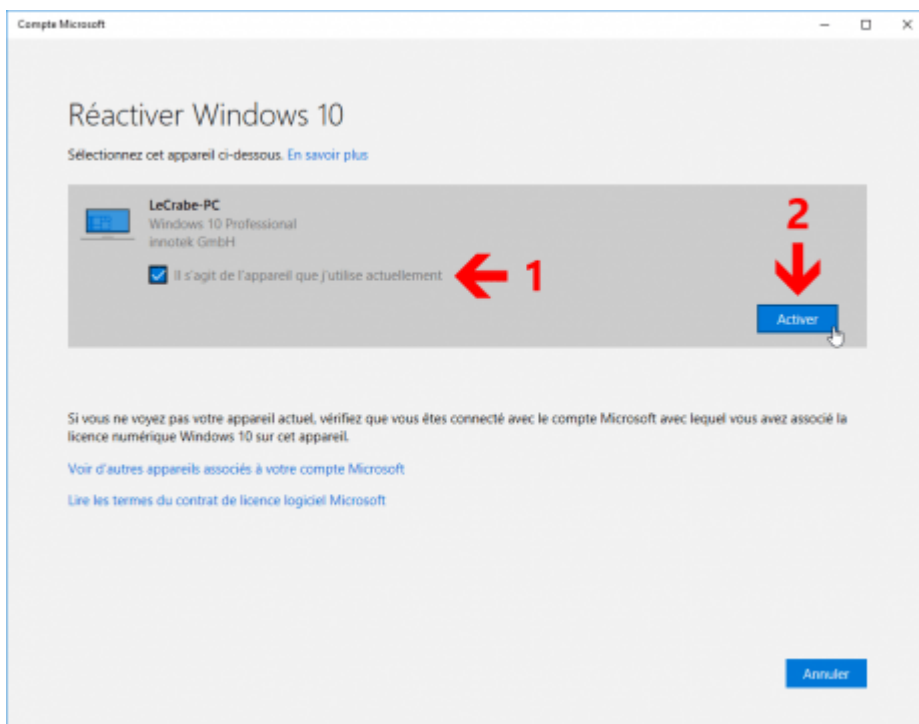 Compte Microsoft
Réactiver Windows 10
Sélectionnez cet appareil ci-dessous. En savoir plus
LeCrabe-PC
Windows 10 Professional
innotek GmbH
Il s'agit de l'appareil que j'utilise actuellement
1
2
Activer
Si vous ne voyez pas votre appareil actuel, vérifiez que vous êtes connecté avec le compte Microsoft avec lequel vous avez associé la
licence numérique Windows 10 sur cet appareil.
Voir d'autres appareils associés à votre compte Microsoft
Lire les termes du contrat de licence logiciel Microsoft
Annuler